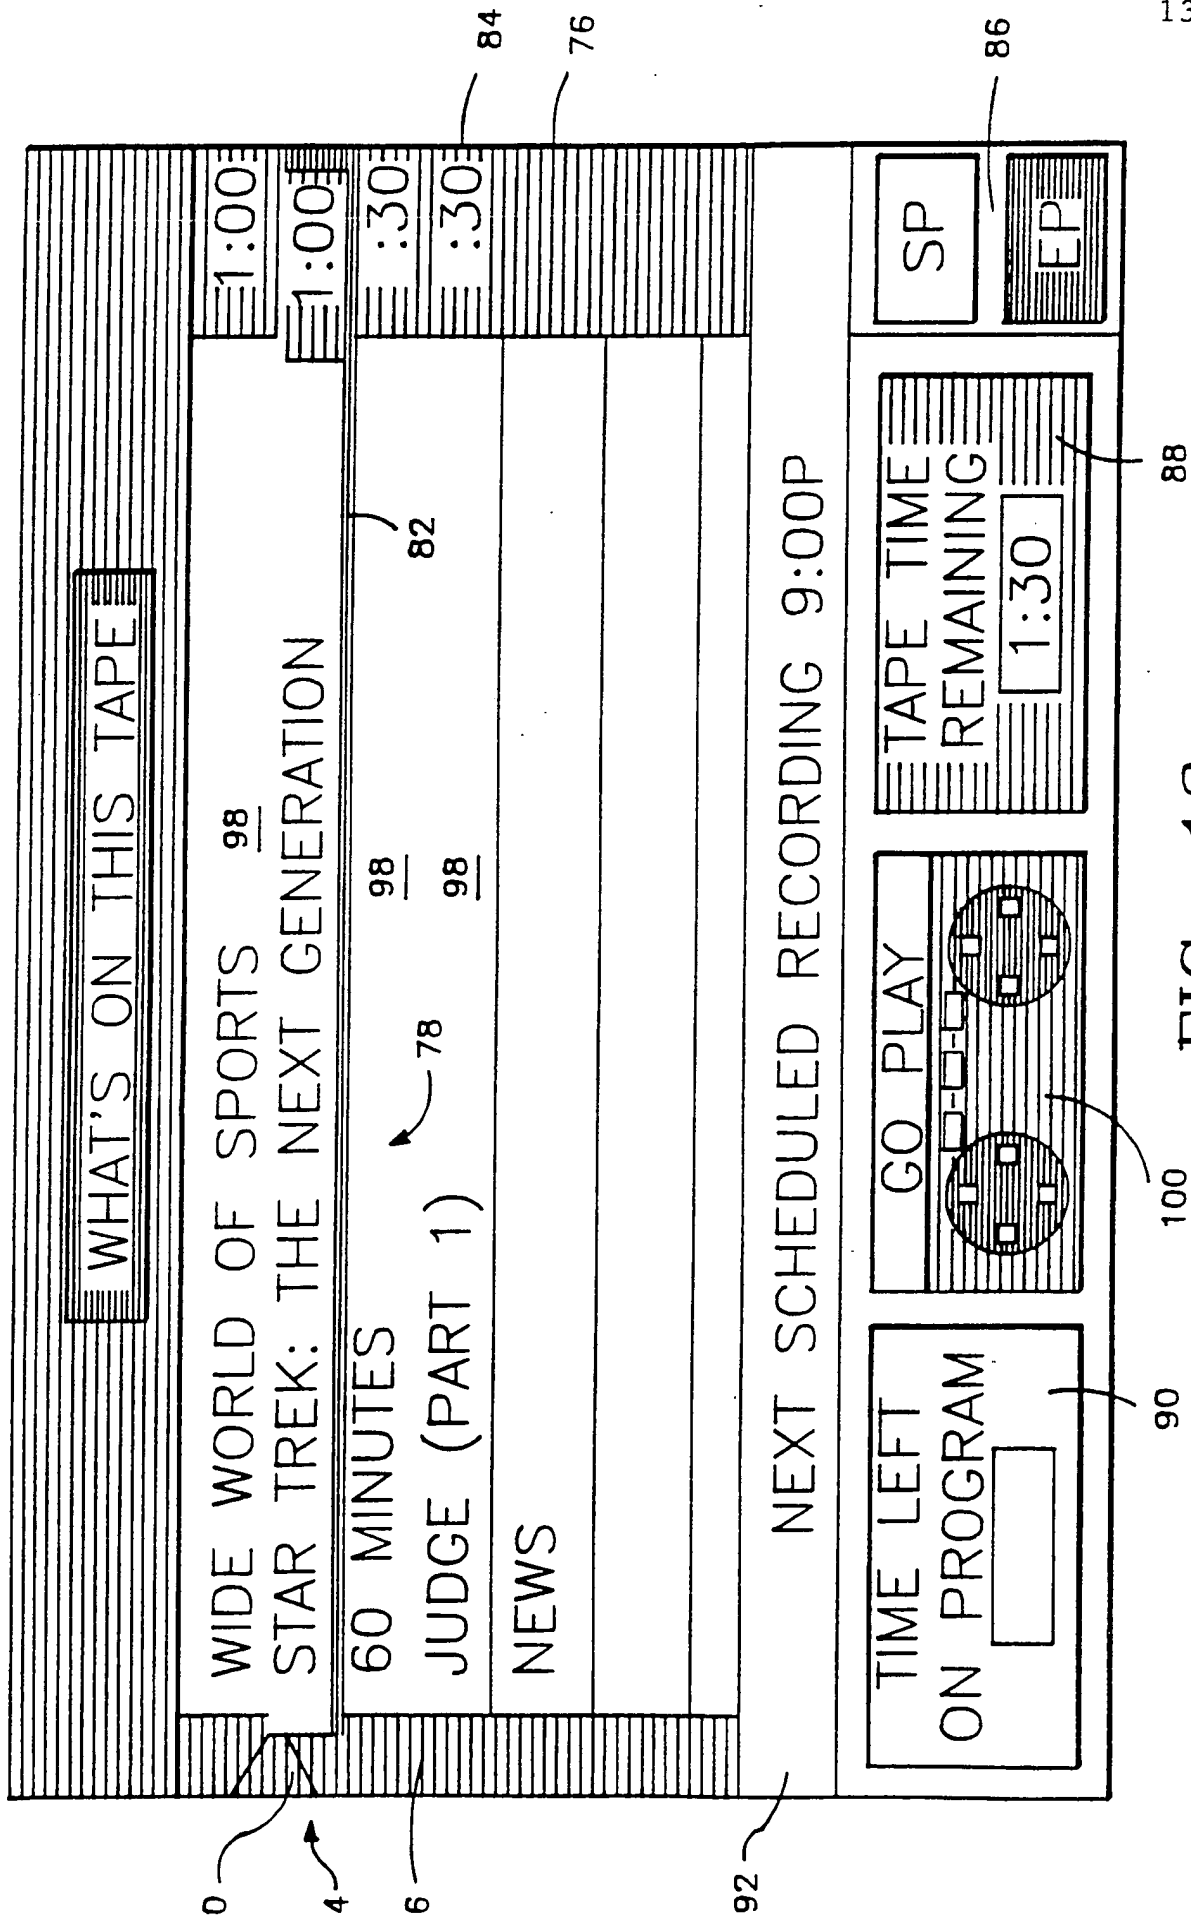 WHAT'S ON THIS TAPE
WIDE WORLD OF SPORTS 1:00
98
STAR TREK: THE NEXT GENERATION 1:00
82
60 MINUTES :30
98
JUDGE (PART 1) :30
98
78
NEWS
NEXT SCHEDULED RECORDING 9:00P
TIME LEFT
ON PROGRAM
GO PLAY
TAPE TIME
REMAINING
1:30
SP
EP
84
76
86
88
100
90
92
0
4
6
13